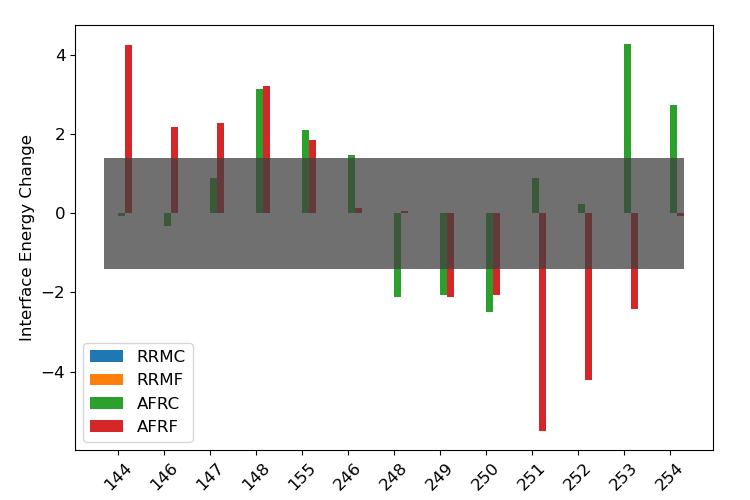 Interface Energy Change
4
2
0
−2
−4
RRMC
RRMF
AFRC
AFRF
144 146 147 148 155 246 248 249 250 251 252 253 254